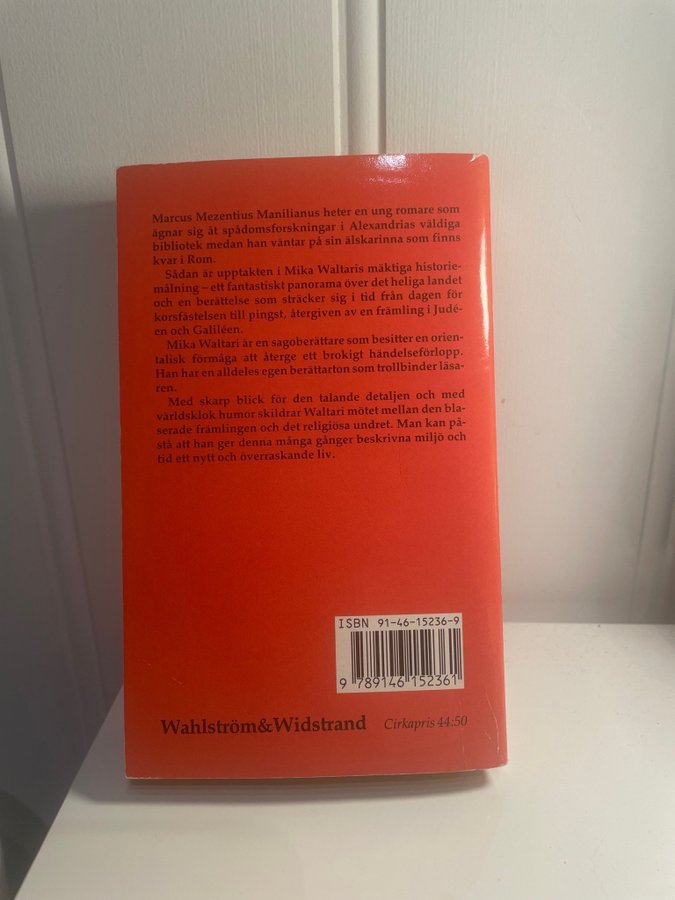 Marcus Mezentius Manilianus heter en ung romare som
ägnar sig åt spådomsforskningar i Alexandrias väldiga
bibliotek medan han väntar på sin älskarinna som finns
kvar i Rom.
Sådan är upptakten i Mika Waltaris mäktiga historie-
målning – ett fantastiskt panorama över det heliga landet
och en berättelse som sträcker sig i tid från dagen för
korsfästelsen till pingst, återgiven av en främling i Judé-
en och Galiléen.
Mika Waltari är en sagoberättare som besitter en orien-
talisk förmåga att återge ett brokigt händelseförlopp.
Han har en alldeles egen berättarton som trollbinder läsa-
ren.
Med skarp blick för den talande detaljen och med
världsklok humor skildrar Waltari mötet mellan den bla-
serade främlingen och det religiösa undret. Man kan på-
stå att han ger denna många gånger beskrivna miljö och
tid ett nytt och överraskande liv.
ISBN 91-46-15236-9
9 789146 152361
Wahlström&Widstrand Cirkapris 44:50